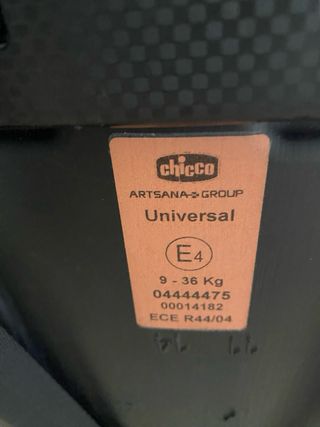 chicco
ARTSANA GROUP
Universal
E4
9 - 36 Kg
04444475
00014182
ECE R44/04